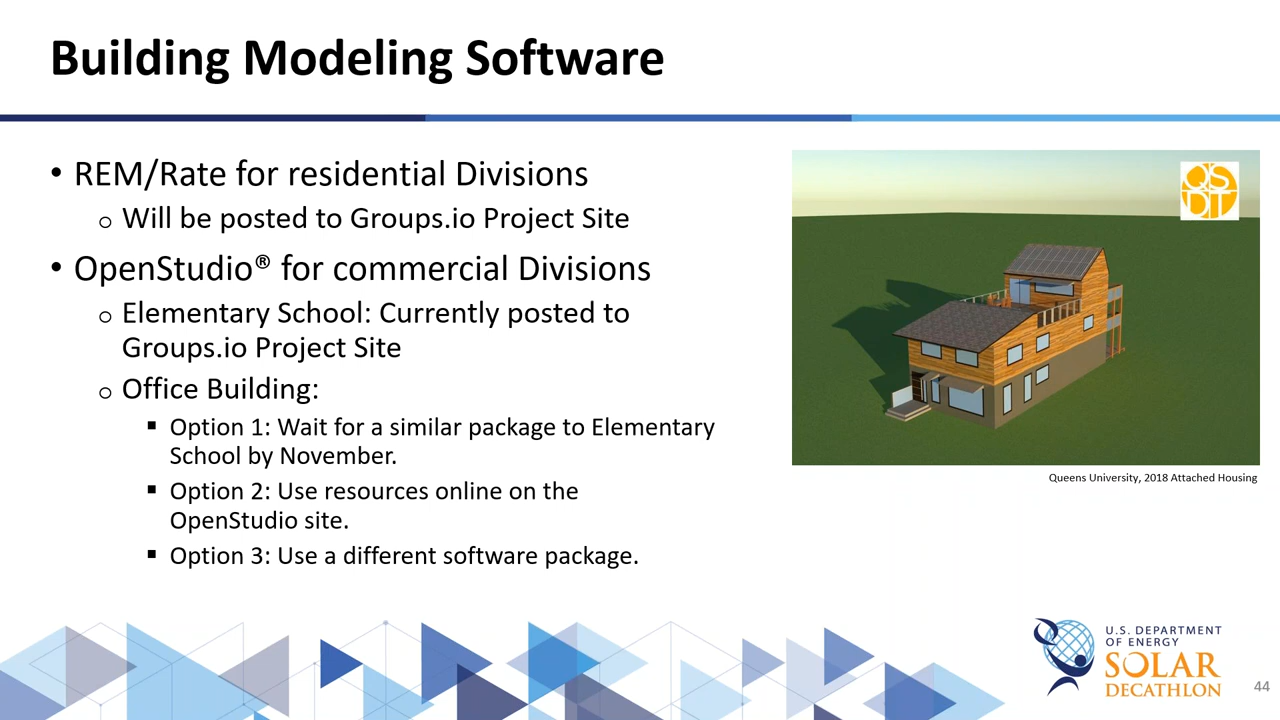 Building Modeling Software
• REM/Rate for residential Divisions
o Will be posted to Groups.io Project Site
• OpenStudio® for commercial Divisions
o Elementary School: Currently posted to
Groups.io Project Site
o Office Building:
▪ Option 1: Wait for a similar package to Elementary
School by November.
▪ Option 2: Use resources online on the
OpenStudio site.
▪ Option 3: Use a different software package.
QS
DT
Queens University, 2018 Attached Housing
U.S. DEPARTMENT
OF ENERGY
SOLAR
DECATHLON
44